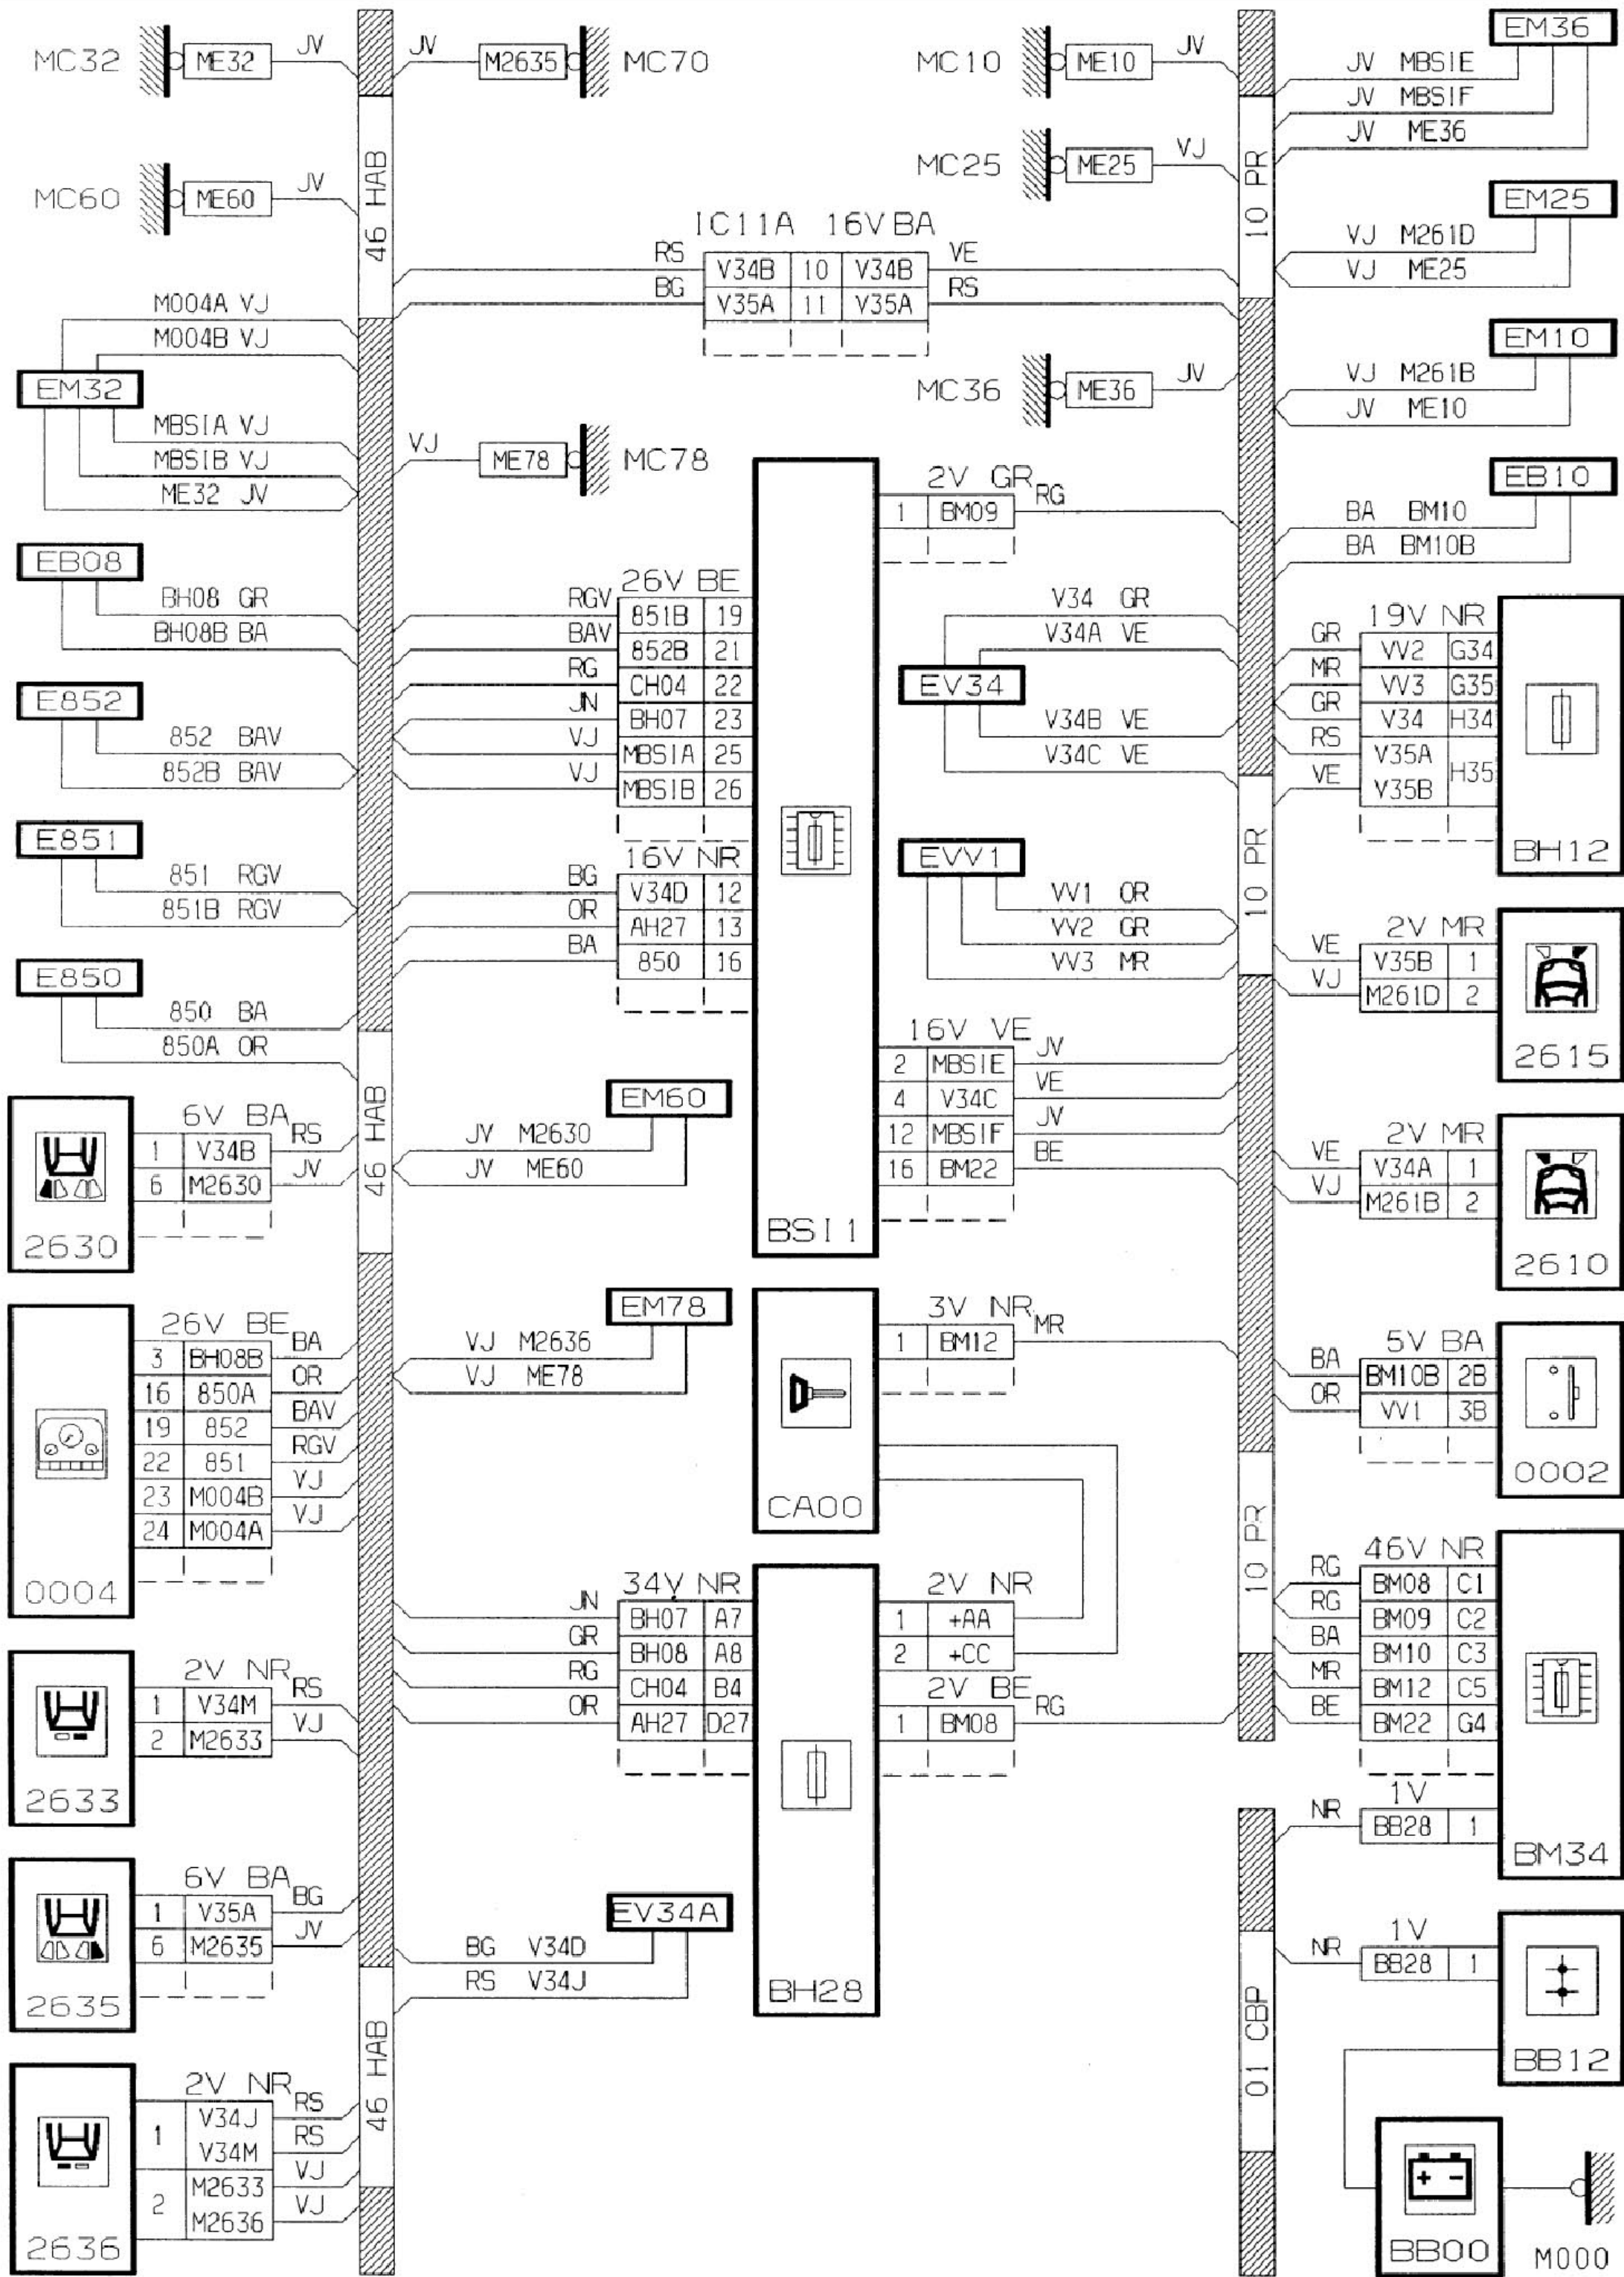 MC32 ME32 JV
JV M2635 MC70
MC60 ME60 JV
46 HAB
M004A VJ
M004B VJ
EM32
MBSIA VJ
MBSIB VJ
ME32 JV
VJ ME78 MC78
EB08
BH08 GR
BH08B BA
E852
852 BAV
852B BAV
E851
851 RGV
851B RGV
E850
850 BA
850A OR
46 HAB
6V BA
1 V34B RS
6 M2630 JV
2630
26V BE
3 BH08B BA
16 850A OR
19 852 BAV
22 851 RGV
23 M004B VJ
24 M004A VJ
0004
2V NR
1 V34M RS
2 M2633 VJ
2633
6V BA
1 V35A BG
6 M2635 JV
2635
46 HAB
2V NR
1 V34J RS
V34M RS
2 M2633 VJ
M2636 VJ
2636
IC11A 16V BA
RS V34B 10 V34B VE
BG V35A 11 V35A RS
26V BE
RGV 851B 19
BAV 852B 21
RG CH04 22
JN BH07 23
VJ MBSIA 25
VJ MBSIB 26
16V NR
BG V34D 12
OR AH27 13
BA 850 16
2V GR
1 BM09 RG
16V VE
2 MBSIE JV
4 V34C VE
12 MBSIF JV
16 BM22 BE
BSI1
EM60
JV M2630
JV ME60
EM78
VJ M2636
VJ ME78
3V NR
1 BM12 MR
CA00
34V NR
JN BH07 A7
GR BH08 A8
RG CH04 B4
OR AH27 D27
2V NR
1 +AA
2 +CC
2V BE
1 BM08 RG
BH28
EV34A
BG V34D
RS V34J
MC10 ME10 JV
MC25 ME25 VJ
MC36 ME36 JV
10 PR
V34 GR
V34A VE
EV34
V34B VE
V34C VE
EVV1
VV1 OR
VV2 GR
VV3 MR
10 PR
10 PR
01 CBP
EM36
JV MBSIE
JV MBSIF
JV ME36
EM25
VJ M261D
VJ ME25
EM10
VJ M261B
JV ME10
EB10
BA BM10
BA BM10B
19V NR
GR VV2 G34
MR VV3 G35
GR V34 H34
RS V35A H35
VE V35B
BH12
2V MR
VE V35B 1
VJ M261D 2
2615
2V MR
VE V34A 1
VJ M261B 2
2610
5V BA
BA BM10B 2B
OR VV1 3B
0002
46V NR
RG BM08 C1
RG BM09 C2
BA BM10 C3
MR BM12 C5
BE BM22 G4
1V
NR BB28 1
BM34
1V
NR BB28 1
BB12
+ -
BB00
M000